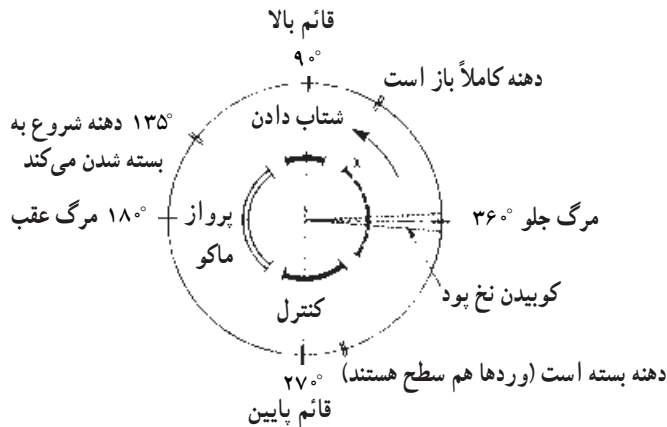 قائم بالا
۹۰°
دهنه کاملاً باز است
شتاب دادن
۱۳۵° دهنه شروع به
بسته شدن می‌کند
۱۸۰° مرگ عقب
پرواز
ماکو
مرگ جلو ۳۶۰°
کوبیدن نخ پود
کنترل
دهنه بسته است (وردها هم سطح هستند)
۲۷۰°
قائم پایین